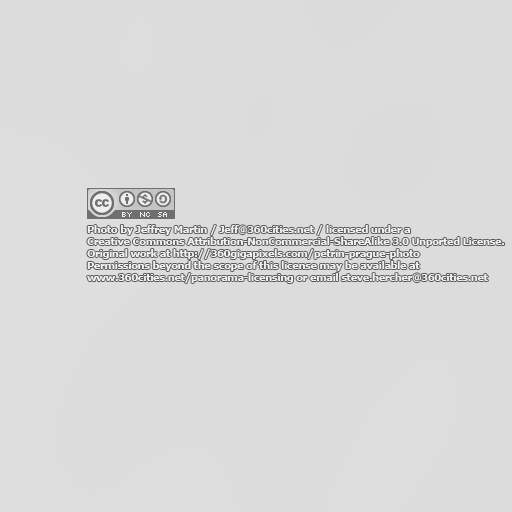 cc BY NC SA
Photo by Jeffrey Martin / Jeff@360cities.net / licensed under a
Creative Commons Attribution-NonCommercial-ShareAlike 3.0 Unported License.
Original work at http://360gigapixels.com/petrin-prague-photo
Permissions beyond the scope of this license may be available at
www.360cities.net/panorama-licensing or email steve.hercher@360cities.net